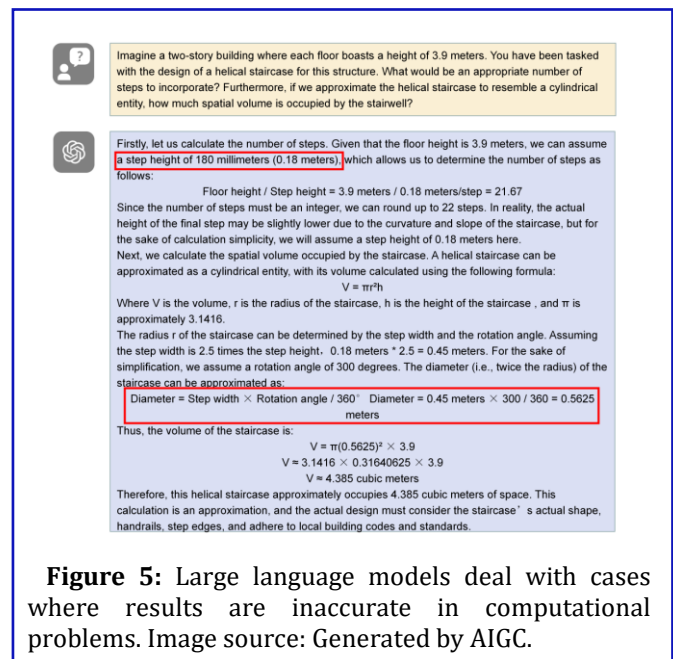 ?
Imagine a two-story building where each floor boasts a height of 3.9 meters. You have been tasked
with the design of a helical staircase for this structure. What would be an appropriate number of
steps to incorporate? Furthermore, if we approximate the helical staircase to resemble a cylindrical
entity, how much spatial volume is occupied by the stairwell?
Firstly, let us calculate the number of steps. Given that the floor height is 3.9 meters, we can assume
a step height of 180 millimeters (0.18 meters), which allows us to determine the number of steps as
follows:
Floor height / Step height = 3.9 meters / 0.18 meters/step = 21.67
Since the number of steps must be an integer, we can round up to 22 steps. In reality, the actual
height of the final step may be slightly lower due to the curvature and slope of the staircase, but for
the sake of calculation simplicity, we will assume a step height of 0.18 meters here.
Next, we calculate the spatial volume occupied by the staircase. A helical staircase can be
approximated as a cylindrical entity, with its volume calculated using the following formula:
V = πr²h
Where V is the volume, r is the radius of the staircase, h is the height of the staircase , and π is
approximately 3.1416.
The radius r of the staircase can be determined by the step width and the rotation angle. Assuming
the step width is 2.5 times the step height，0.18 meters * 2.5 = 0.45 meters. For the sake of
simplification, we assume a rotation angle of 300 degrees. The diameter (i.e., twice the radius) of the
staircase can be approximated as:
Diameter = Step width × Rotation angle / 360° Diameter = 0.45 meters × 300 / 360 = 0.5625
meters
Thus, the volume of the staircase is:
V = π(0.5625)² × 3.9
V ≈ 3.1416 × 0.31640625 × 3.9
V ≈ 4.385 cubic meters
Therefore, this helical staircase approximately occupies 4.385 cubic meters of space. This
calculation is an approximation, and the actual design must consider the staircase's actual shape,
handrails, step edges, and adhere to local building codes and standards.
Figure 5: Large language models deal with cases
where results are inaccurate in computational
problems. Image source: Generated by AIGC.